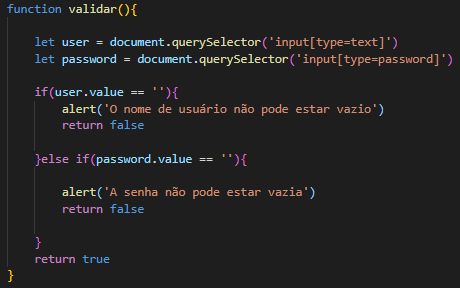 function validar(){
let user = document.querySelector('input[type=text]')
let password = document.querySelector('input[type=password]')
if(user.value == ''){
alert('O nome de usuário não pode estar vazio')
return false
}else if(password.value == ''){
alert('A senha não pode estar vazia')
return false
}
return true
}